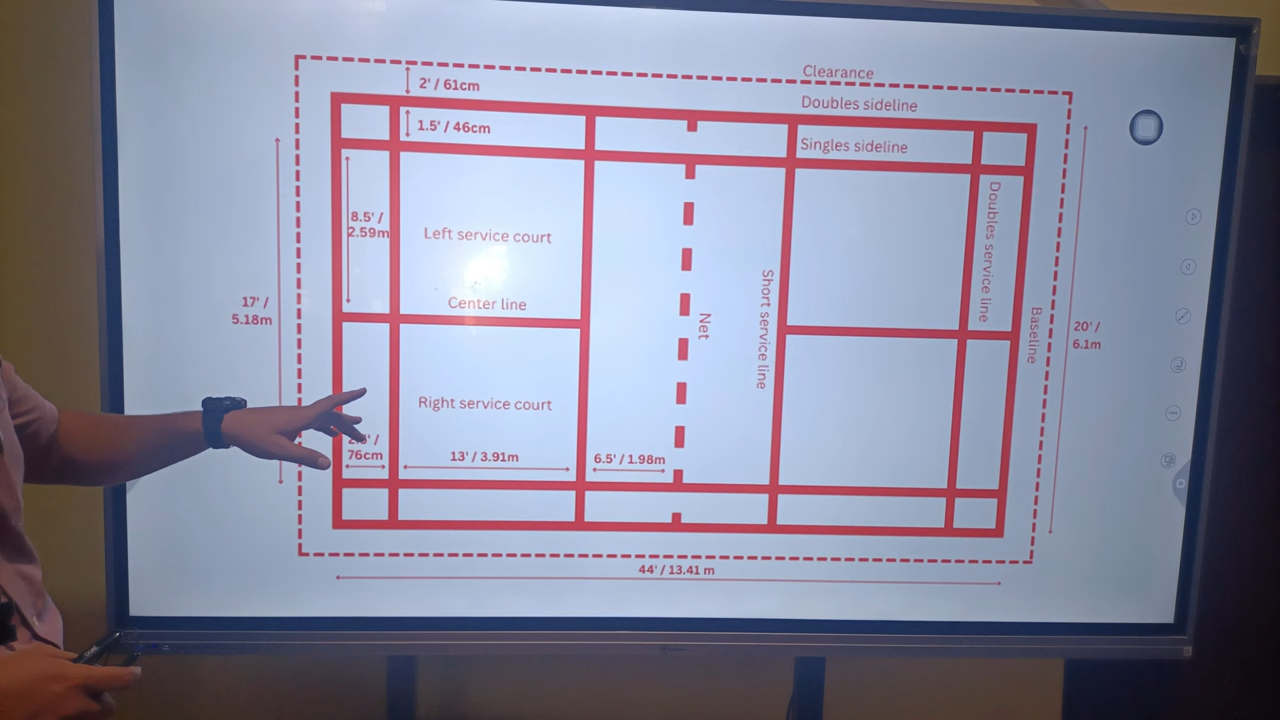 Clearance
2' / 61cm
Doubles sideline
1.5' / 46cm
Singles sideline
8.5' /
2.59m
Left service court
Doubles service line
Center line
17' /
5.18m
Net
Short service line
Baseline
20' /
6.1m
Right service court
76cm
13' / 3.91m
6.5' / 1.98m
44' / 13.41 m